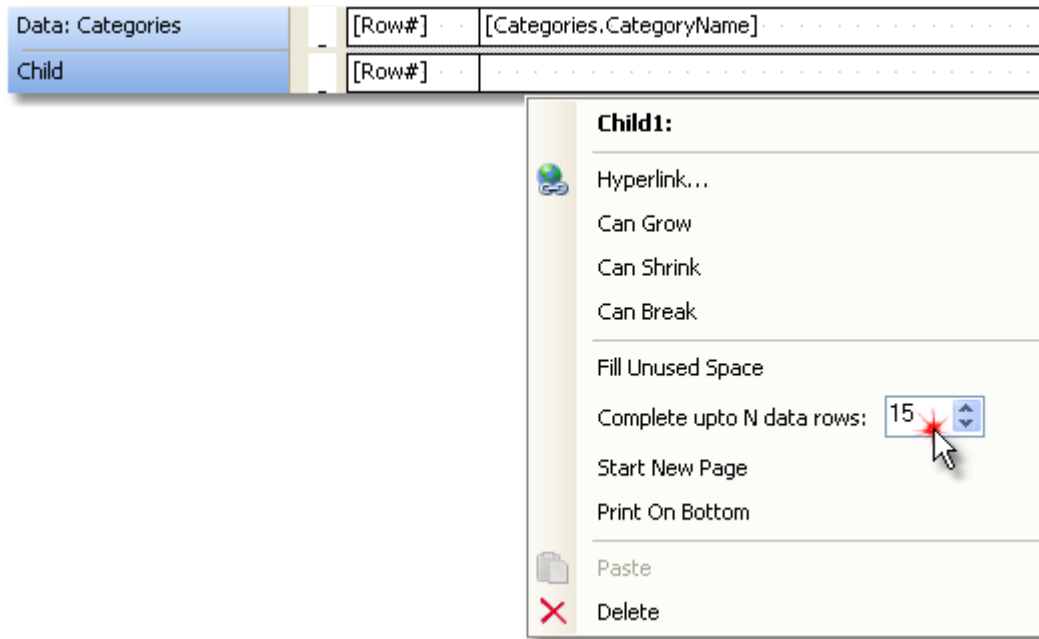 Data: Categories [Row#] [Categories.CategoryName]
Child [Row#]
Child1:
Hyperlink...
Can Grow
Can Shrink
Can Break
Fill Unused Space
Complete upto N data rows: 15
Start New Page
Print On Bottom
Paste
Delete